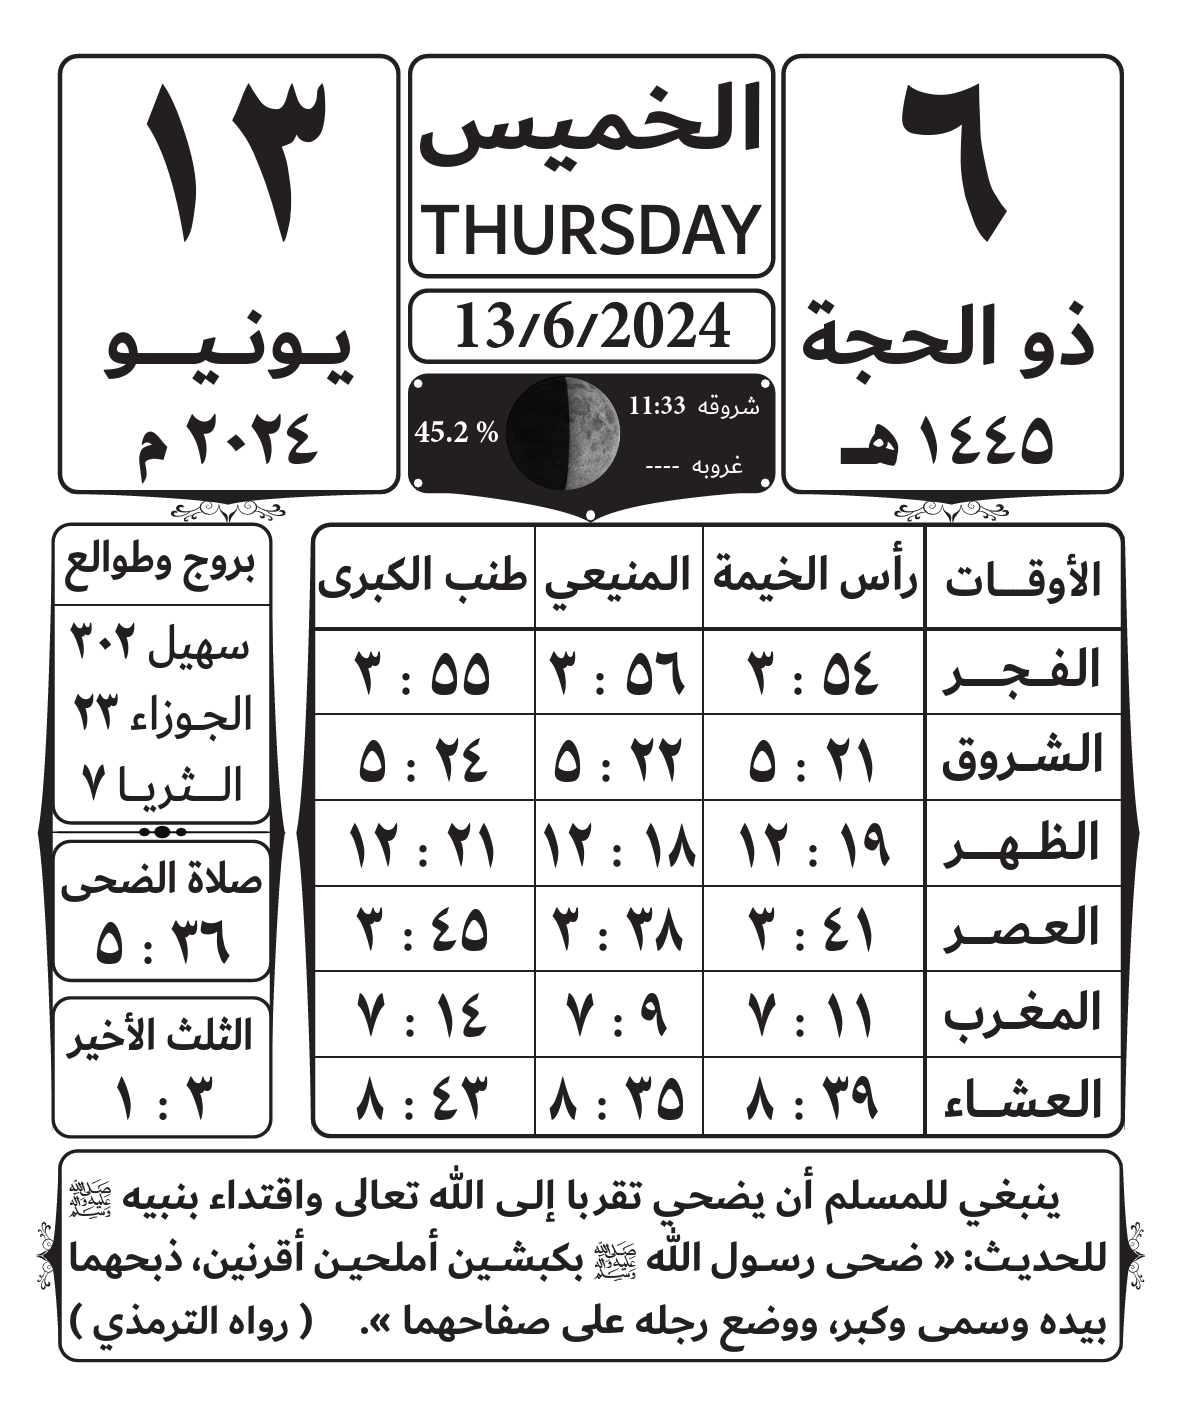 ٦
ذو الحجة
١٤٤٥ هـ
الخميس
THURSDAY
13/6/2024
شروقه 11:33
45.2 %
غروبه ----
١٣
يونيو
٢٠٢٤ م
الأوقات رأس الخيمة المنيعي طنب الكبرى
الفجر ٥٤ : ٣ ٥٦ : ٣ ٥٥ : ٣
الشروق ٢١ : ٥ ٢٢ : ٥ ٢٤ : ٥
الظهر ١٩ : ١٢ ١٨ : ١٢ ٢١ : ١٢
العصر ٤١ : ٣ ٣٨ : ٣ ٤٥ : ٣
المغرب ١١ : ٧ ٩ : ٧ ١٤ : ٧
العشاء ٣٩ : ٨ ٣٥ : ٨ ٤٣ : ٨
بروج وطوالع
سهيل ٣٠٢
الجوزاء ٢٣
الثريا ٧
صلاة الضحى
٣٦ : ٥
الثلث الأخير
٣ : ١
ينبغي للمسلم أن يضحي تقربا إلى الله تعالى واقتداء بنبيه ﷺ
للحديث: « ضحى رسول الله ﷺ بكبشين أملحين أقرنين، ذبحهما
بيده وسمى وكبر، ووضع رجله على صفاحهما ». ( رواه الترمذي )